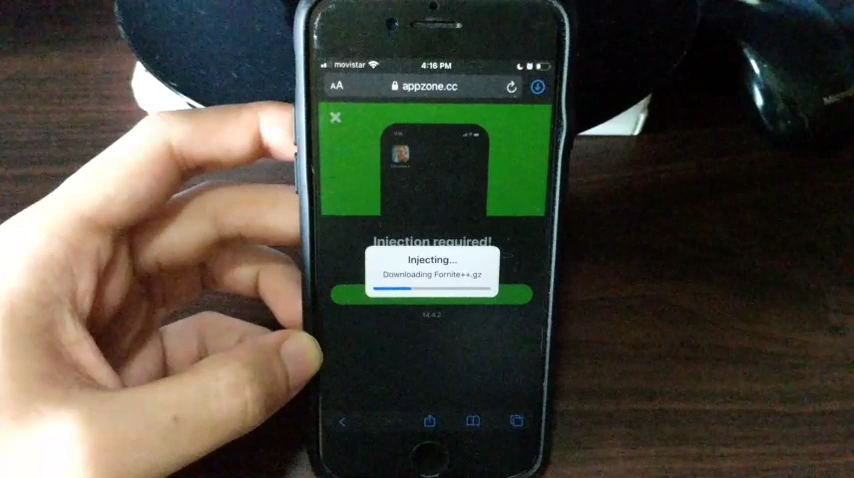 movistar 4:16 PM
AA appzone.cc
Injection required!
Injecting...
Downloading Fornite++.gz
14.4.2